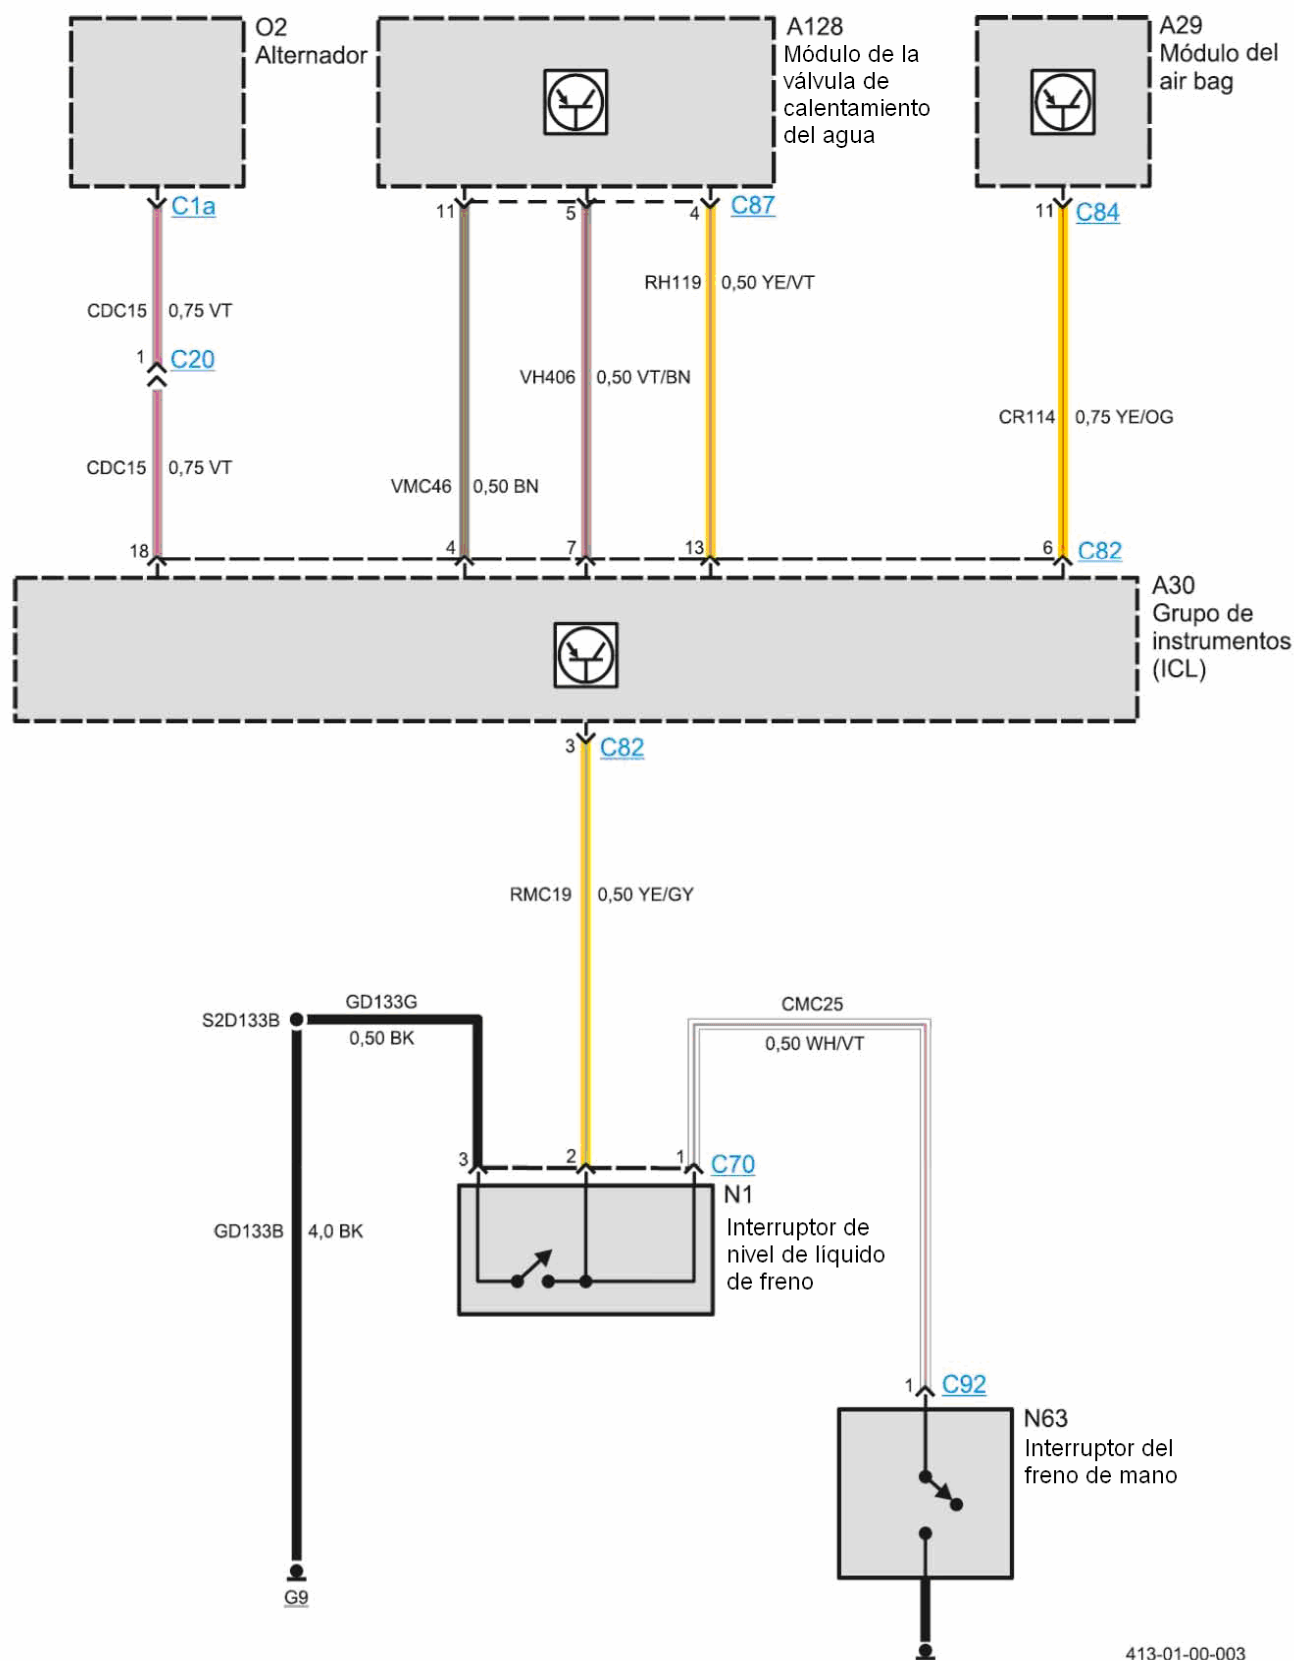 O2
Alternador
A128
Módulo de la
válvula de
calentamiento
del agua
A29
Módulo del
air bag
C1a
11
5
4
C87
11
C84
RH119 0,50 YE/VT
CDC15 0,75 VT
1
C20
VH406 0,50 VT/BN
CR114 0,75 YE/OG
CDC15 0,75 VT
VMC46 0,50 BN
18
4
7
13
6
C82
A30
Grupo de
instrumentos
(ICL)
3
C82
RMC19 0,50 YE/GY
GD133G
S2D133B
0,50 BK
CMC25
0,50 WH/VT
3
2
1
C70
N1
Interruptor de
nivel de líquido
de freno
GD133B 4,0 BK
1
C92
N63
Interruptor del
freno de mano
G9
413-01-00-003